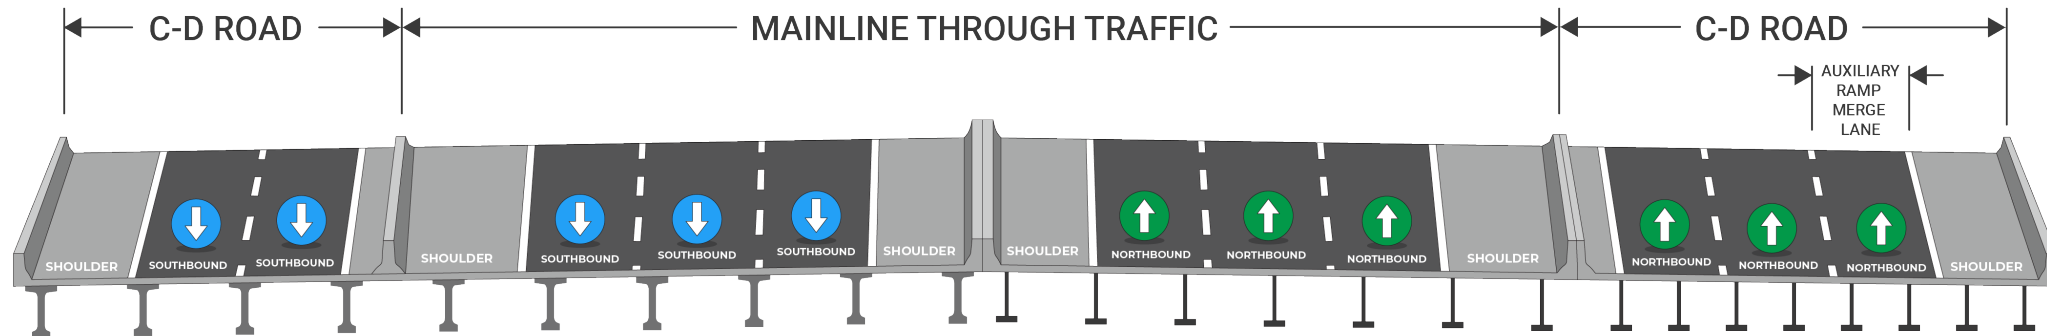 C-D ROAD
MAINLINE THROUGH TRAFFIC
C-D ROAD
AUXILIARY
RAMP
MERGE
LANE
SHOULDER
SOUTHBOUND
SOUTHBOUND
SHOULDER
SOUTHBOUND
SOUTHBOUND
SOUTHBOUND
SHOULDER
SHOULDER
NORTHBOUND
NORTHBOUND
NORTHBOUND
SHOULDER
NORTHBOUND
NORTHBOUND
NORTHBOUND
SHOULDER